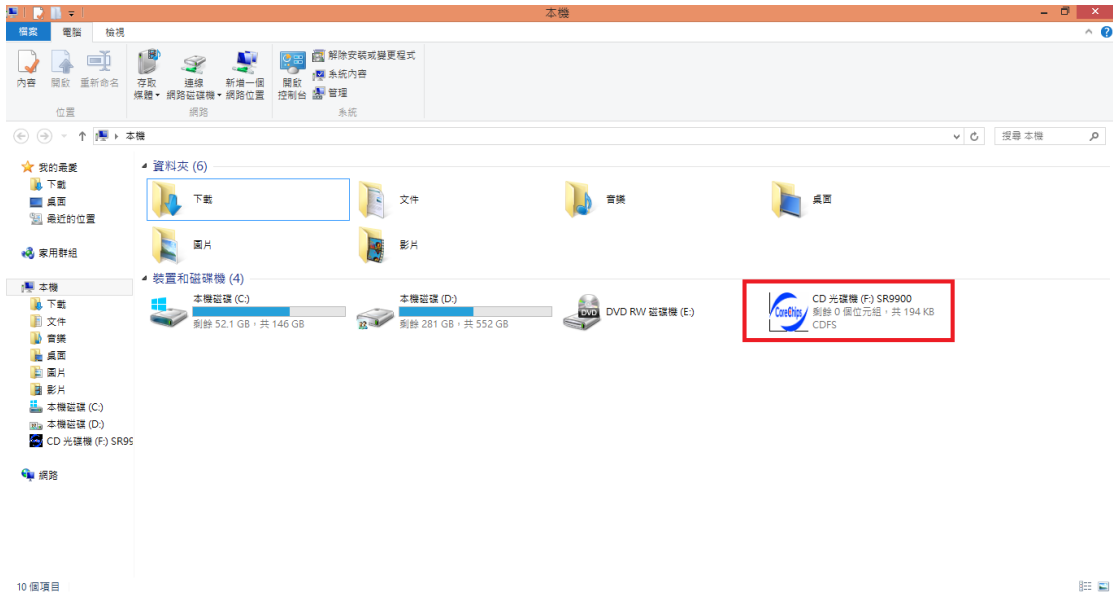 本機
檔案 電腦 檢視
內容 開啟 重新命名
位置
存取
媒體
連線
網路磁碟機
新增一個
網路位置
網路
開啟
控制台
解除安裝或變更程式
系統內容
管理
系統
本機
搜尋 本機
我的最愛
下載
桌面
最近的位置
家用群組
本機
下載
文件
音樂
桌面
圖片
影片
本機磁碟 (C:)
本機磁碟 (D:)
CD 光碟機 (F:) SR99
網路
資料夾 (6)
下載
文件
音樂
桌面
圖片
影片
裝置和磁碟機 (4)
本機磁碟 (C:)
剩餘 52.1 GB,共 146 GB
本機磁碟 (D:)
剩餘 281 GB,共 552 GB
DVD
DVD RW 磁碟機 (E:)
CoreChips
CD 光碟機 (F:) SR9900
剩餘 0 個位元組,共 194 KB
CDFS
10 個項目